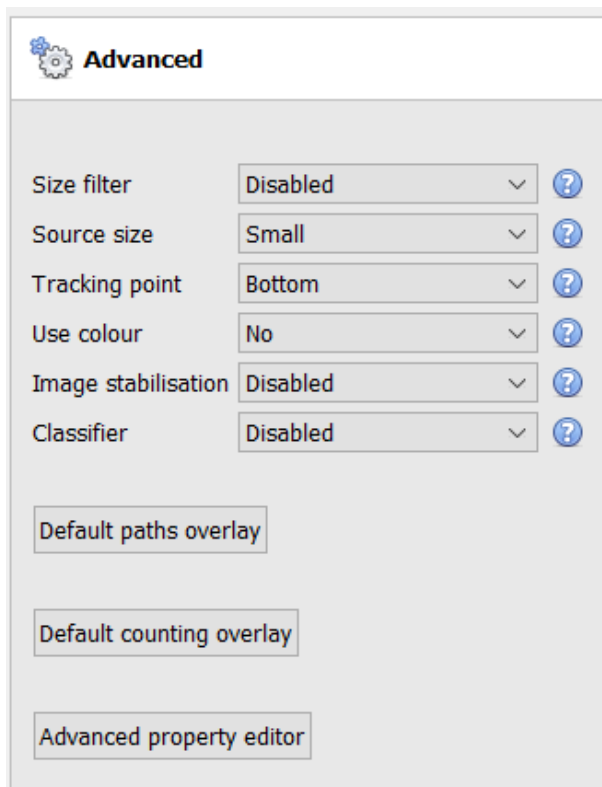 Advanced
Size filter Disabled
Source size Small
Tracking point Bottom
Use colour No
Image stabilisation Disabled
Classifier Disabled
Default paths overlay
Default counting overlay
Advanced property editor